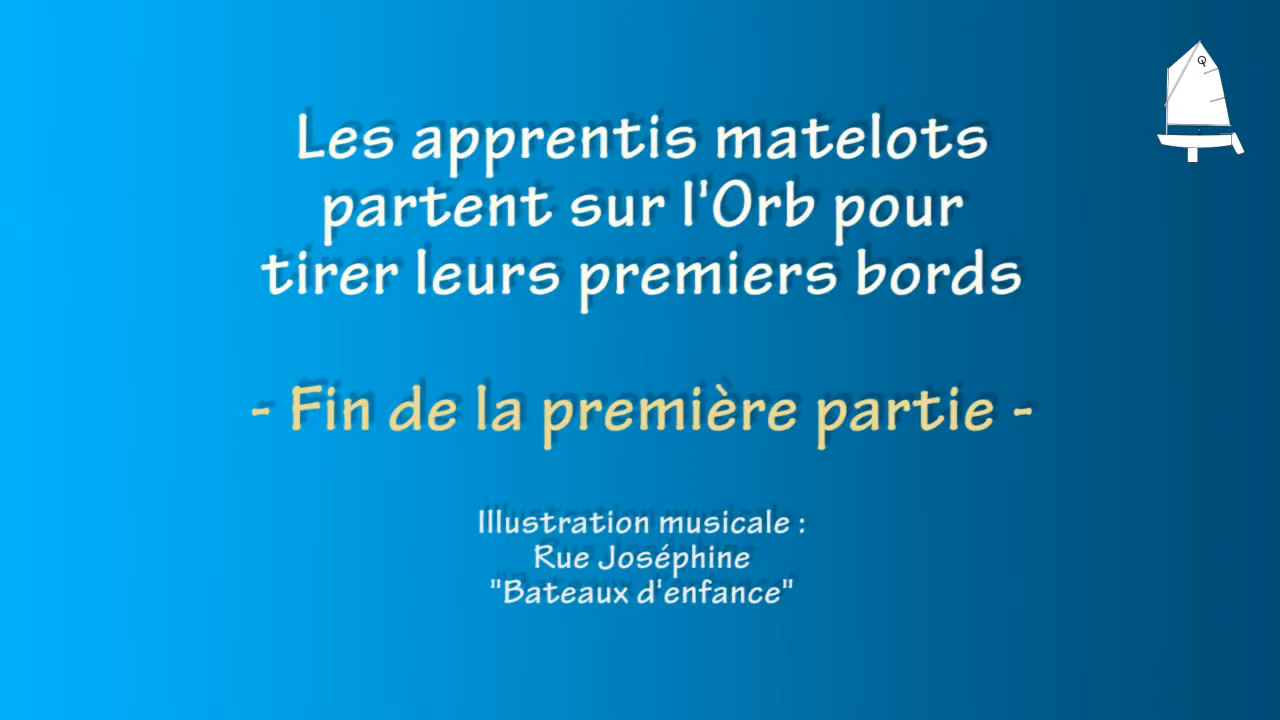 Les apprentis matelots
partent sur l'Orb pour
tirer leurs premiers bords
- Fin de la première partie -
Illustration musicale :
Rue Joséphine
"Bateaux d'enfance"